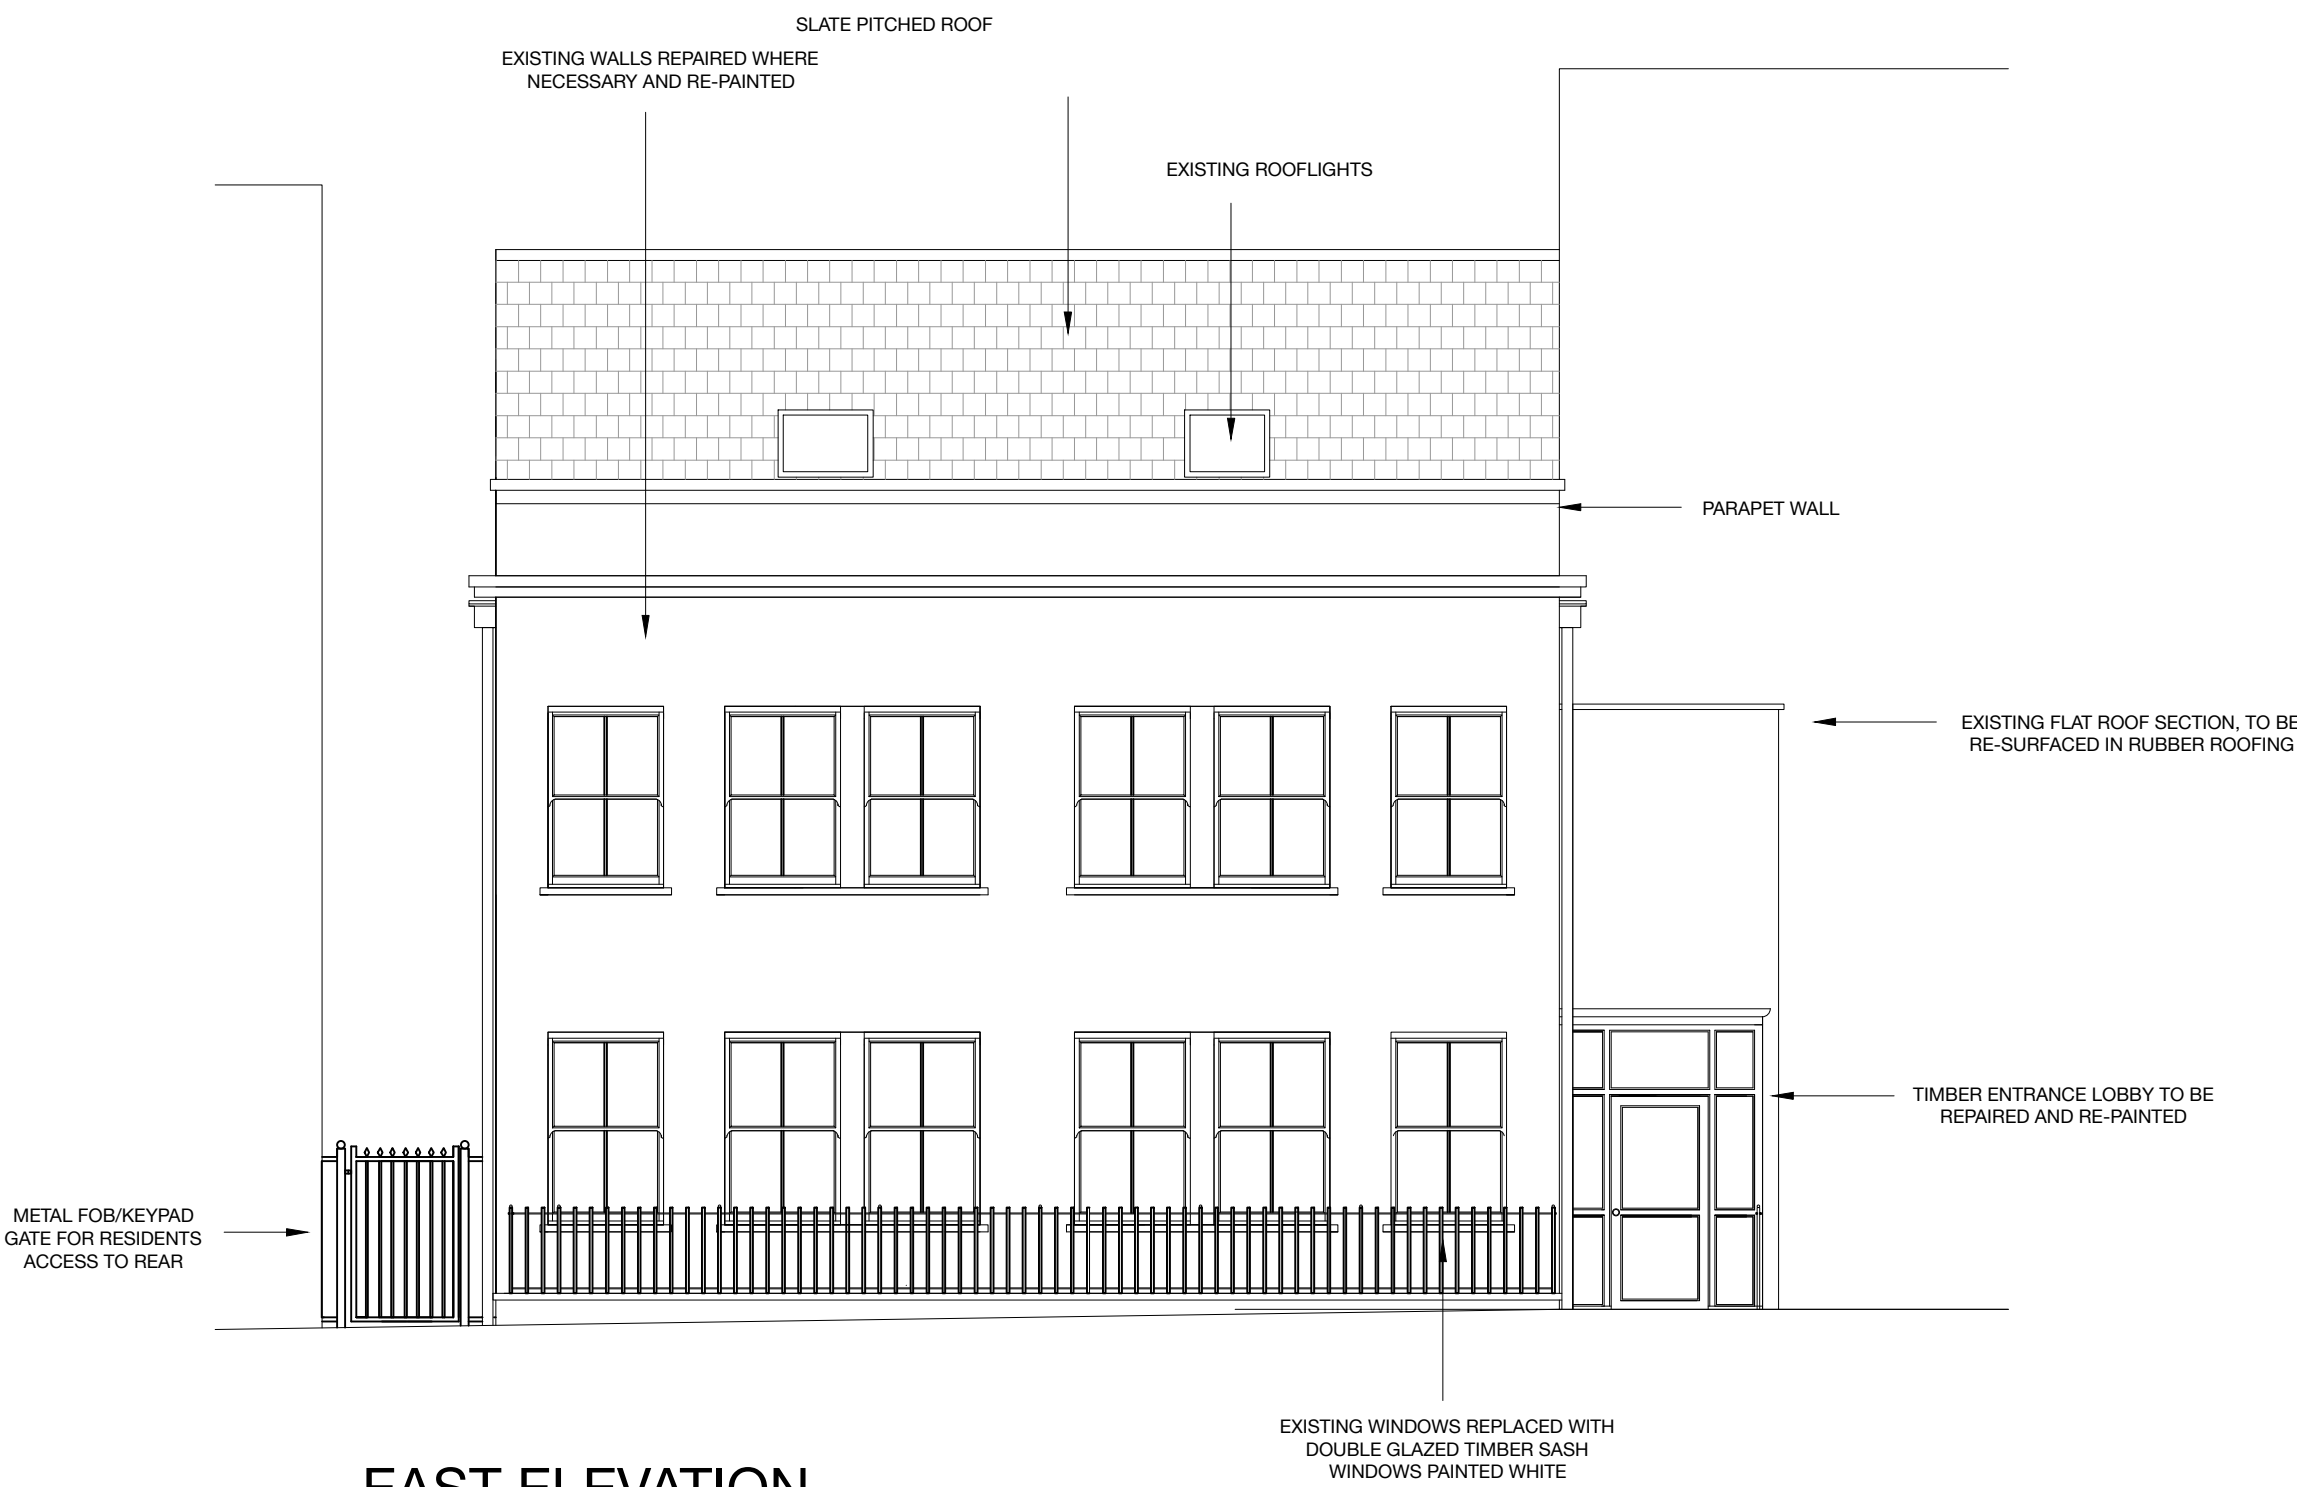 SLATE PITCHED ROOF
EXISTING WALLS REPAIRED WHERE
NECESSARY AND RE-PAINTED
EXISTING ROOFLIGHTS
PARAPET WALL
EXISTING FLAT ROOF SECTION, TO BE
RE-SURFACED IN RUBBER ROOFING
TIMBER ENTRANCE LOBBY TO BE
REPAIRED AND RE-PAINTED
METAL FOB/KEYPAD
GATE FOR RESIDENTS
ACCESS TO REAR
EXISTING WINDOWS REPLACED WITH
DOUBLE GLAZED TIMBER SASH
WINDOWS PAINTED WHITE
EAST ELEVATION